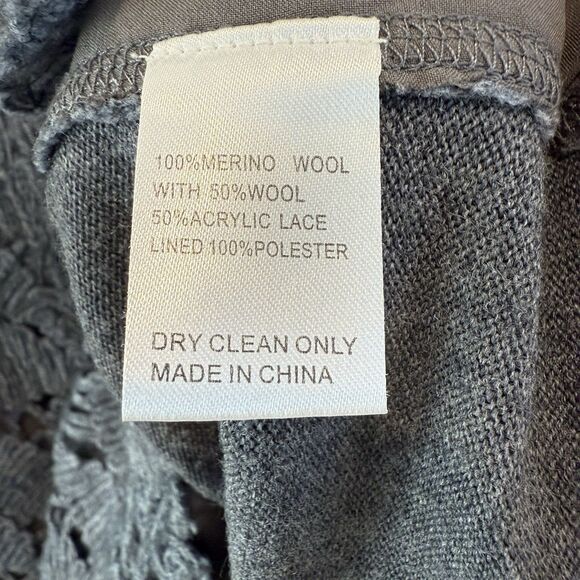 100%MERINO WOOL
WITH 50%WOOL
50%ACRYLIC LACE
LINED 100%POLESTER
DRY CLEAN ONLY
MADE IN CHINA